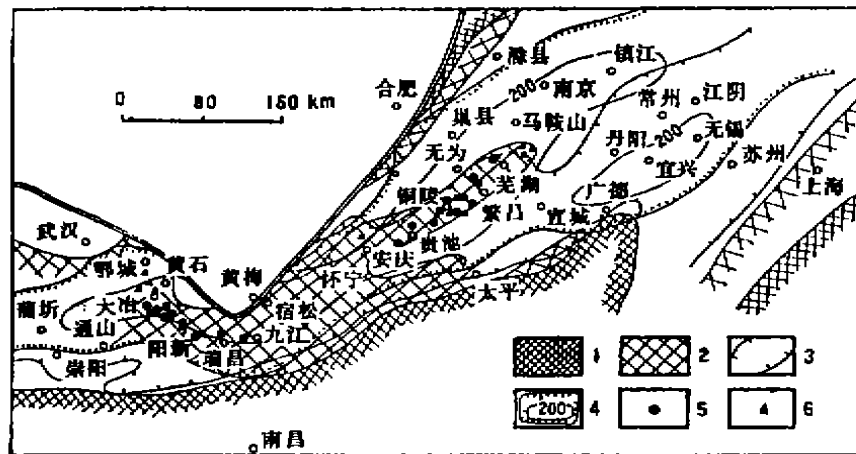 滁县
镇江
合肥
200
南京
0 80 160 km
常州
江阴
巢县
马鞍山
200
无锡
丹阳
苏州
无为
宜兴
上海
铜陵
芜湖
广德
武汉
繁昌
宣城
鄂城
黄石
黄梅
贵池
安庆
怀宁
太平
蒲圻
大冶
宿松
通山
九江
阳新
瑞昌
崇阳
1
2
3
200
4
5
6
南昌